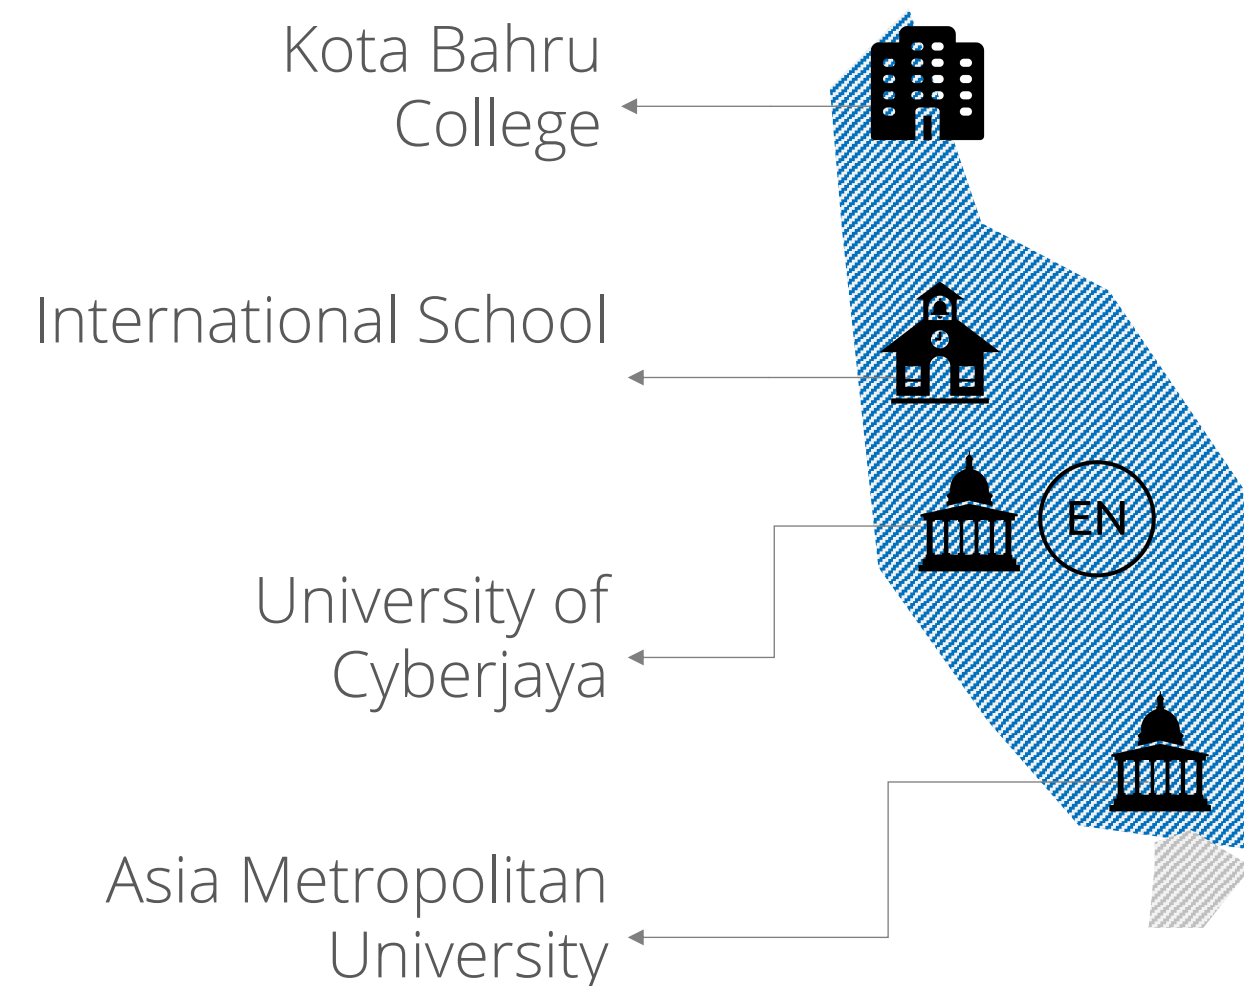 Kota Bahru
College
International School
EN
University of
Cyberjaya
Asia Metropolitan
University